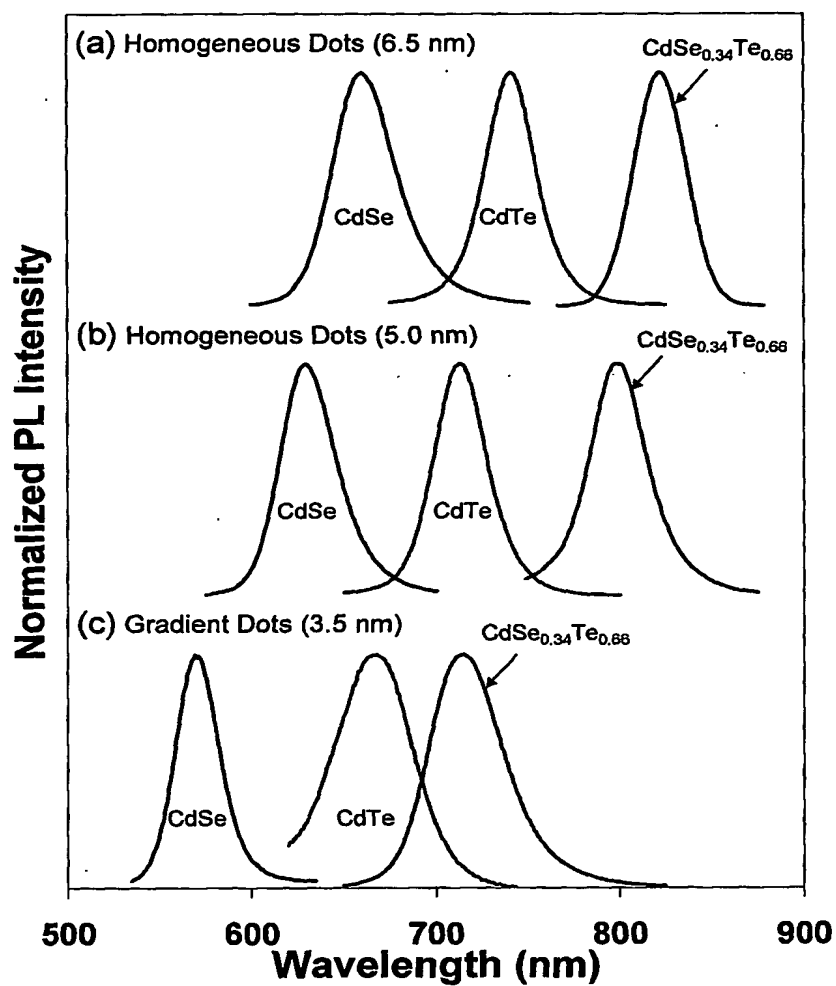 (a) Homogeneous Dots (6.5 nm)
CdSe₀.₃₄Te₀.₆₆
CdSe
CdTe
(b) Homogeneous Dots (5.0 nm)
CdSe₀.₃₄Te₀.₆₆
CdSe
CdTe
(c) Gradient Dots (3.5 nm)
CdSe₀.₃₄Te₀.₆₆
CdSe
CdTe
Normalized PL Intensity
500 600 700 800 900
Wavelength (nm)